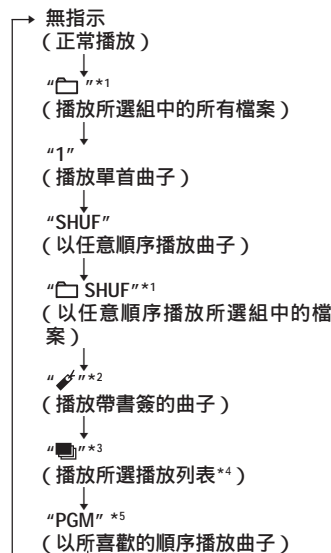 無指示
(正常播放)
“ ”*1
(播放所選組中的所有檔案)
“1”
(播放單首曲子)
“SHUF”
(以任意順序播放曲子)
“ SHUF”*1
(以任意順序播放所選組中的檔
案)
“ ”*2
(播放帶書簽的曲子)
“ ”*3
(播放所選播放列表*4)
“PGM” *5
(以所喜歡的順序播放曲子)